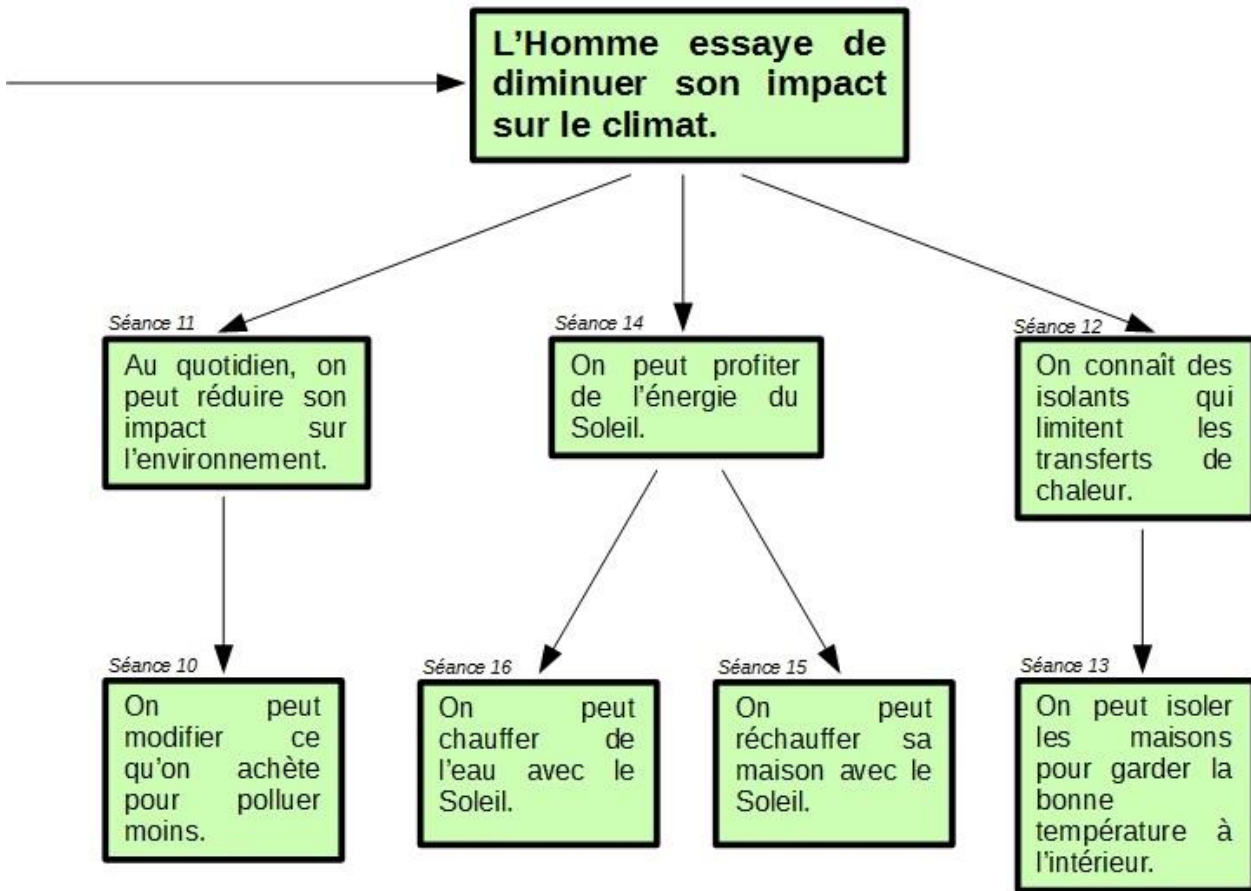 L'Homme essaye de
diminuer son impact
sur le climat.
Séance 11
Au quotidien, on
peut réduire son
impact sur
l'environnement.
Séance 14
On peut profiter
de l'énergie du
Soleil.
Séance 12
On connaît des
isolants qui
limitent les
transferts de
chaleur.
Séance 10
On peut
modifier ce
qu'on achète
pour polluer
moins.
Séance 16
On peut
chauffer de
l'eau avec le
Soleil.
Séance 15
On peut
réchauffer sa
maison avec le
Soleil.
Séance 13
On peut isoler
les maisons
pour garder la
bonne
température à
l'intérieur.